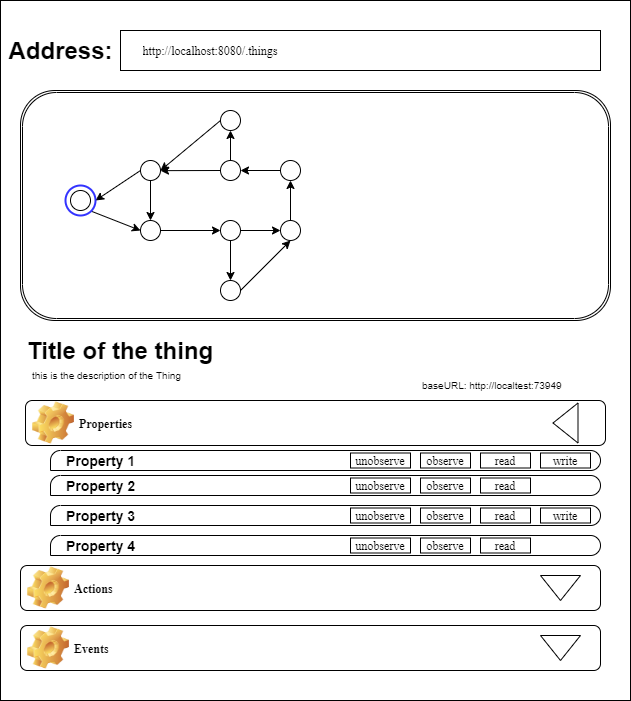 Address: http://localhost:8080/.things
Title of the thing
this is the description of the Thing
baseURL: http://localtest:73949
Properties
Property 1 unobserve observe read write
Property 2 unobserve observe read
Property 3 unobserve observe read write
Property 4 unobserve observe read
Actions
Events